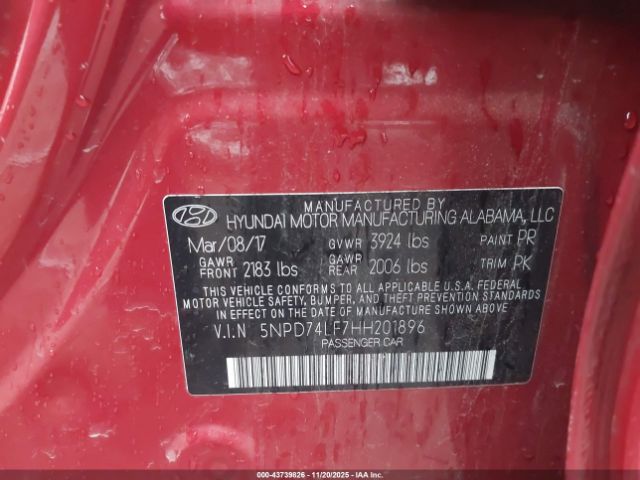 MANUFACTURED BY
HYUNDAI MOTOR MANUFACTURING ALABAMA, LLC
Mar/08/17 GVWR 3924 lbs PAINT PR
GAWR FRONT 2183 lbs GAWR REAR 2006 lbs TRIM PK
THIS VEHICLE CONFORMS TO ALL APPLICABLE U.S.A. FEDERAL
MOTOR VEHICLE SAFETY, BUMPER, AND THEFT PREVENTION
STANDARDS IN EFFECT ON THE DATE OF MANUFACTURE SHOWN ABOVE
V.I.N 5NPD74LF7HH201896
PASSENGER CAR
000-43739826 - 11/20/2025 - IAA Inc.